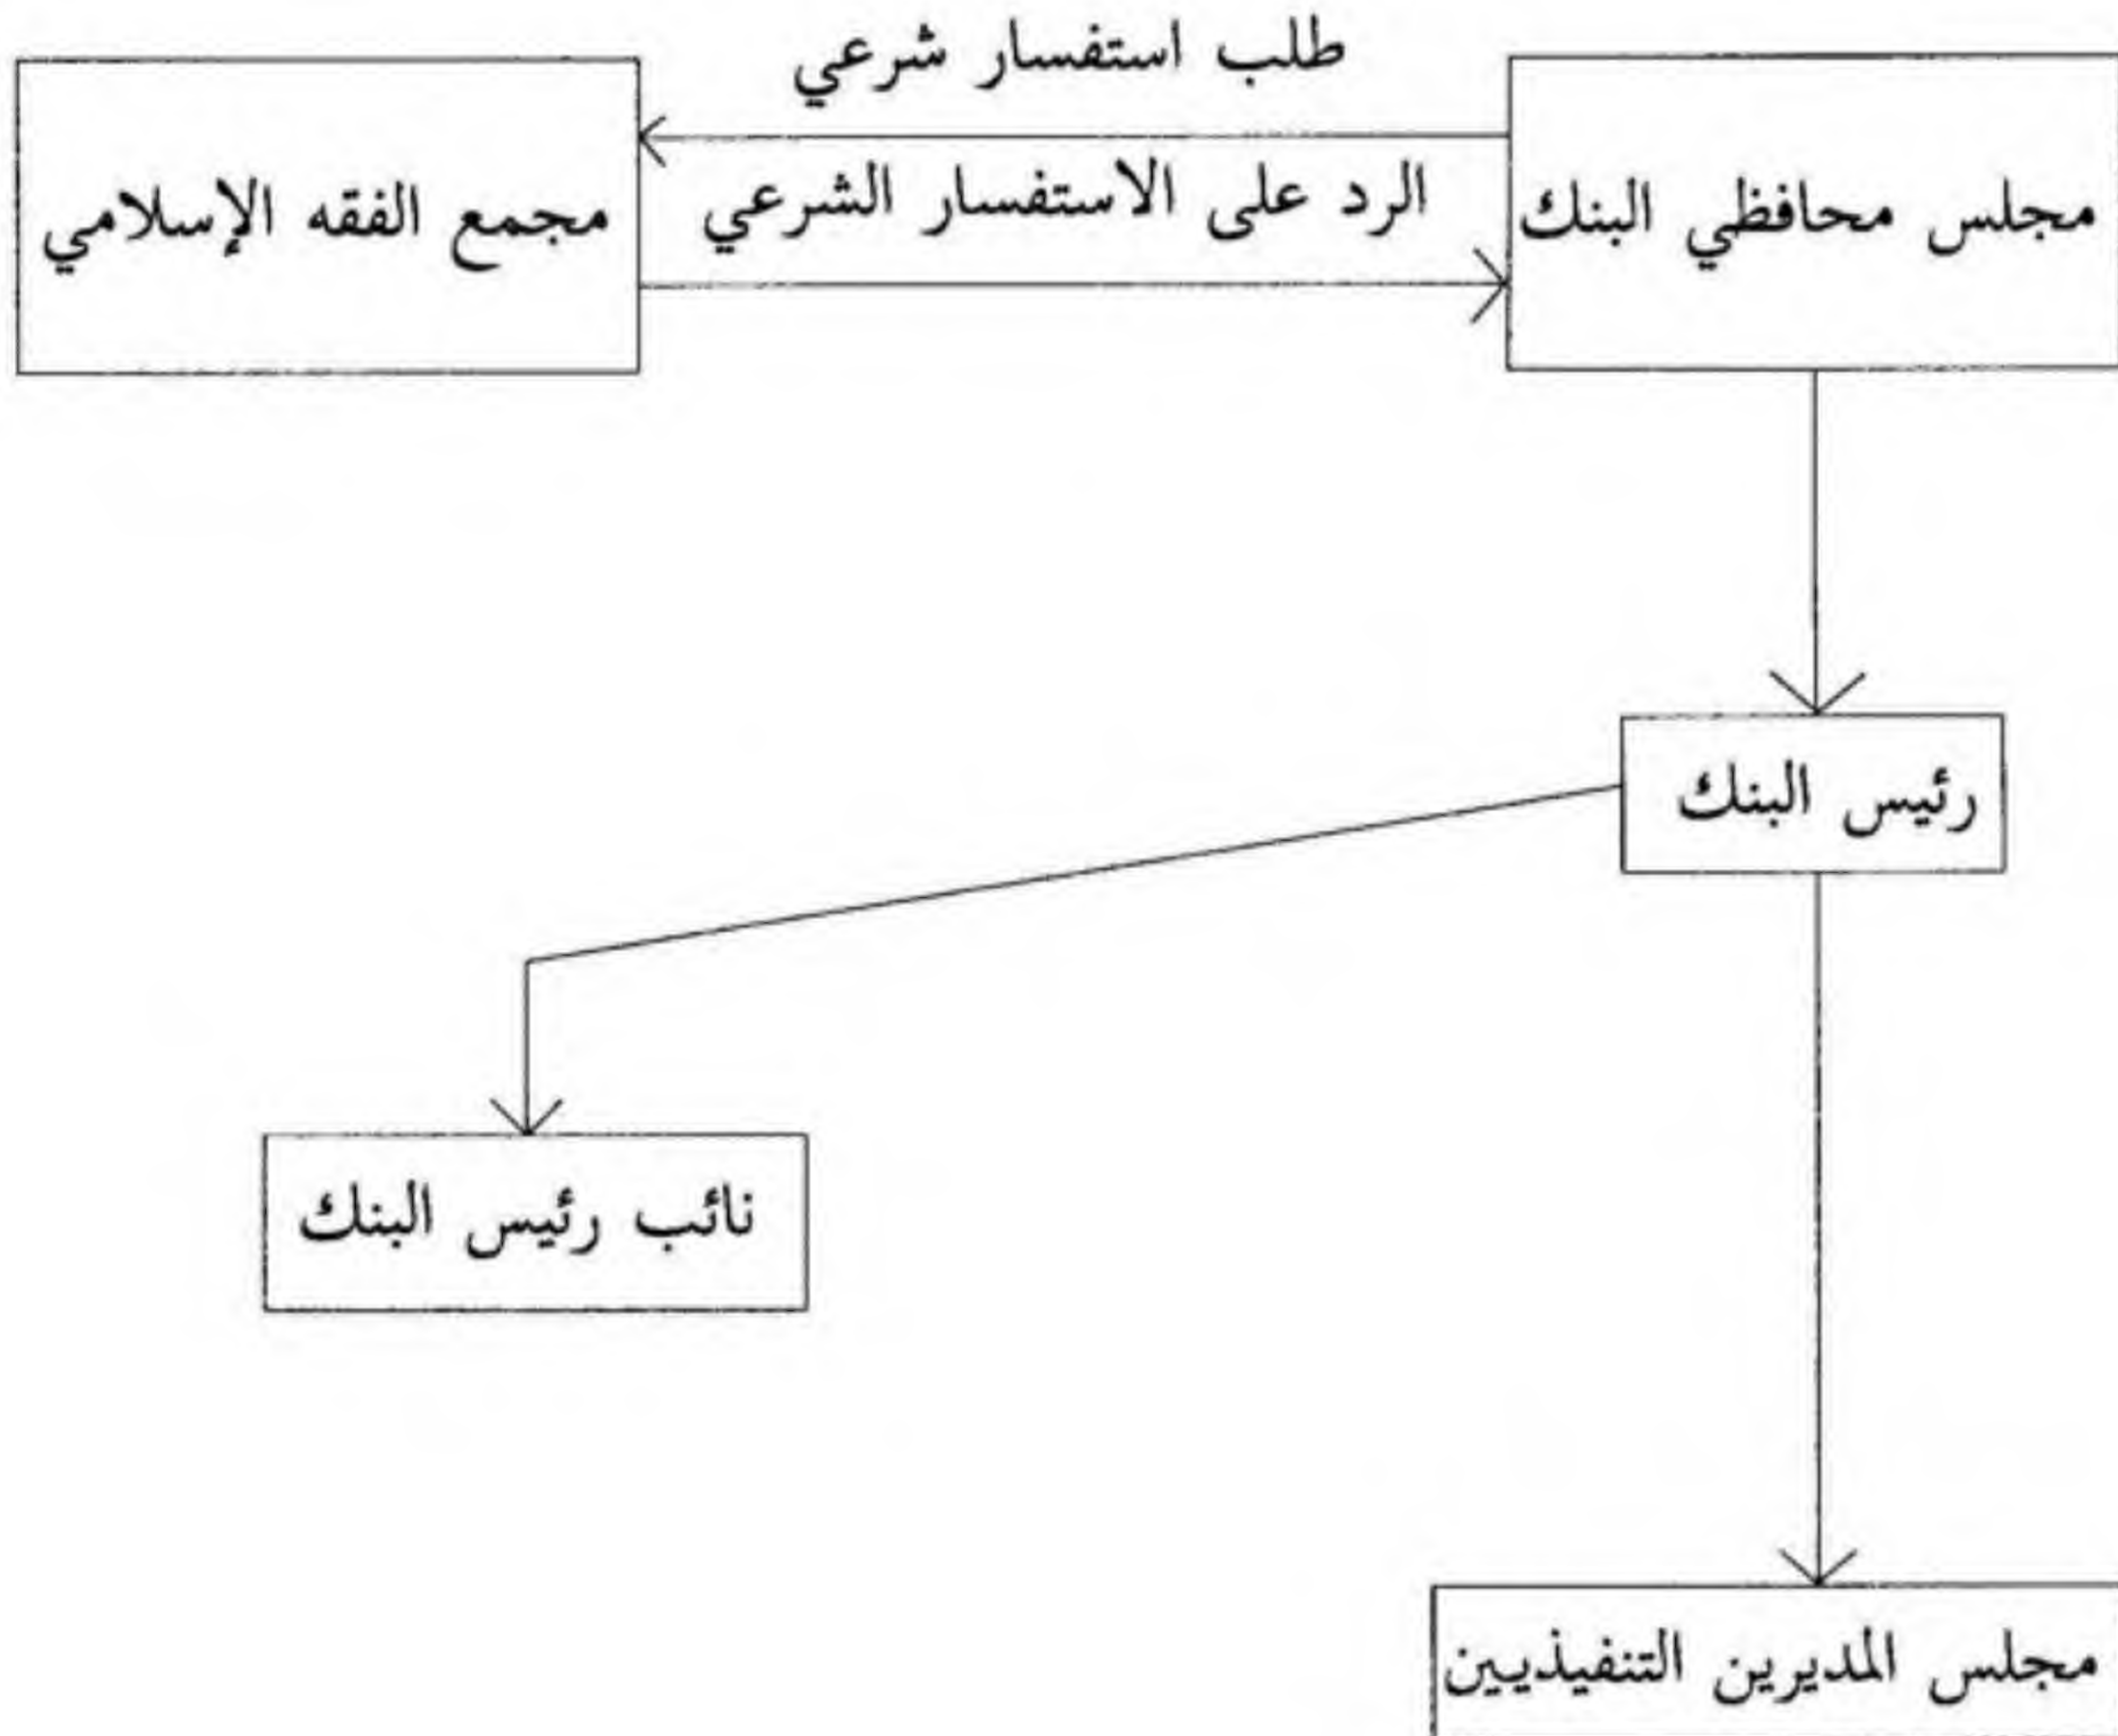 طلب استفسار شرعي
مجلس محافظي البنك
الرد على الاستفسار الشرعي
مجمع الفقه الإسلامي
رئيس البنك
نائب رئيس البنك
مجلس المديرين التنفيذيين